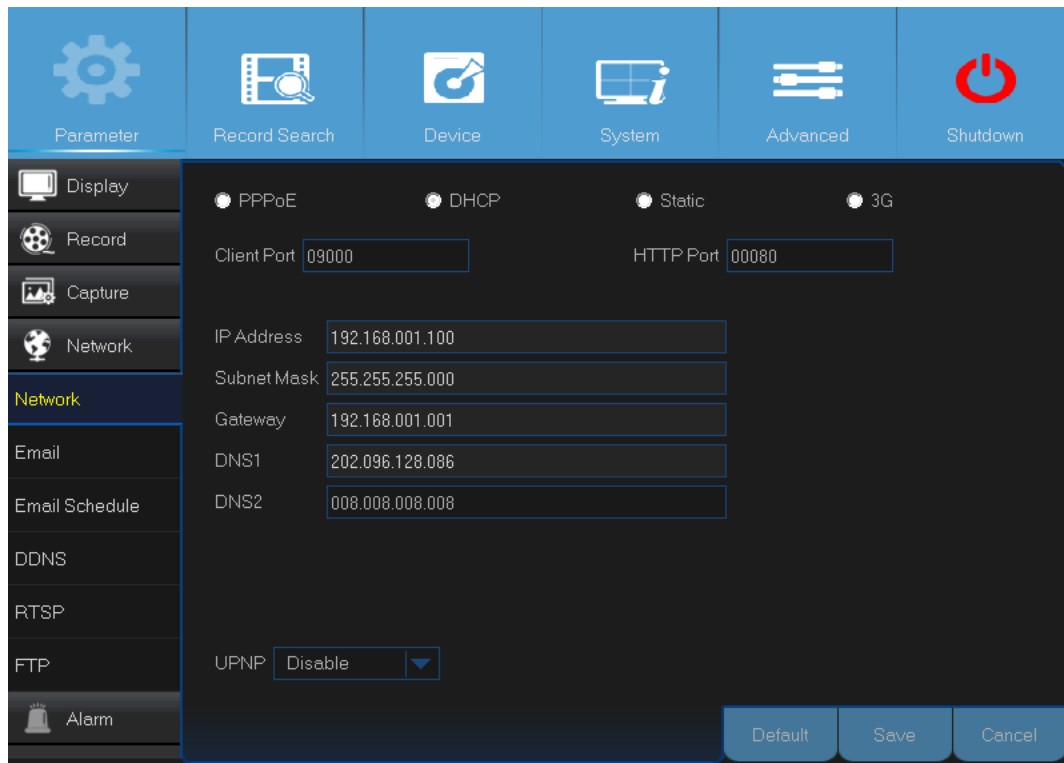 Parameter Record Search Device System Advanced Shutdown
Display
Record
Capture
Network
Network
Email
Email Schedule
DDNS
RTSP
FTP
Alarm
PPPoE DHCP Static 3G
Client Port 09000 HTTP Port 00080
IP Address 192.168.001.100
Subnet Mask 255.255.255.000
Gateway 192.168.001.001
DNS1 202.096.128.086
DNS2 008.008.008.008
UPNP Disable
Default Save Cancel